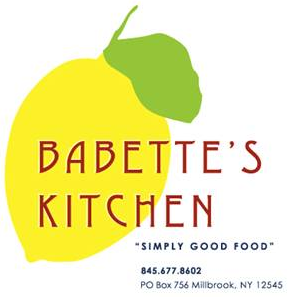 BABETTE'S
KITCHEN
"SIMPLY GOOD FOOD"
845.677.8602
PO Box 756 Millbrook, NY 12545